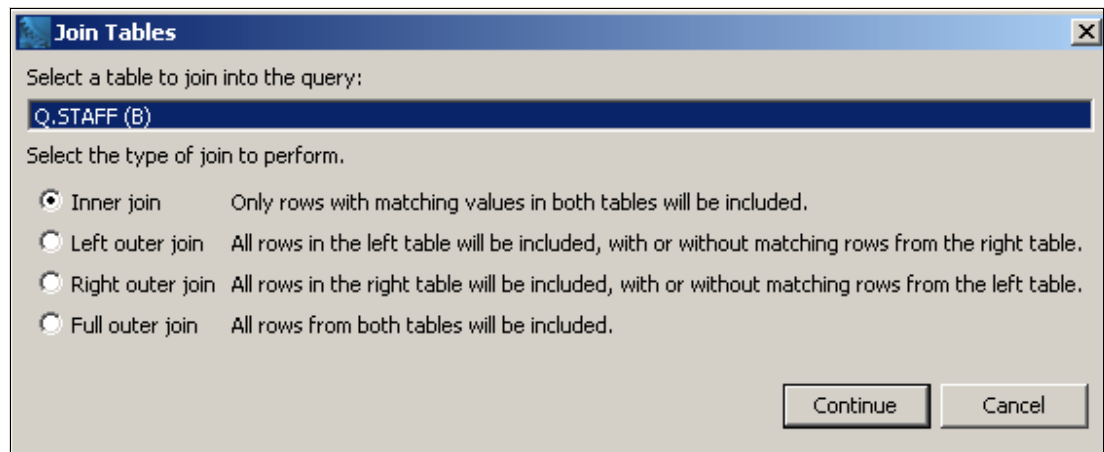 Join Tables
Select a table to join into the query:
Q.STAFF (B)
Select the type of join to perform.
Inner join Only rows with matching values in both tables will be included.
Left outer join All rows in the left table will be included, with or without matching rows from the right table.
Right outer join All rows in the right table will be included, with or without matching rows from the left table.
Full outer join All rows from both tables will be included.
Continue Cancel